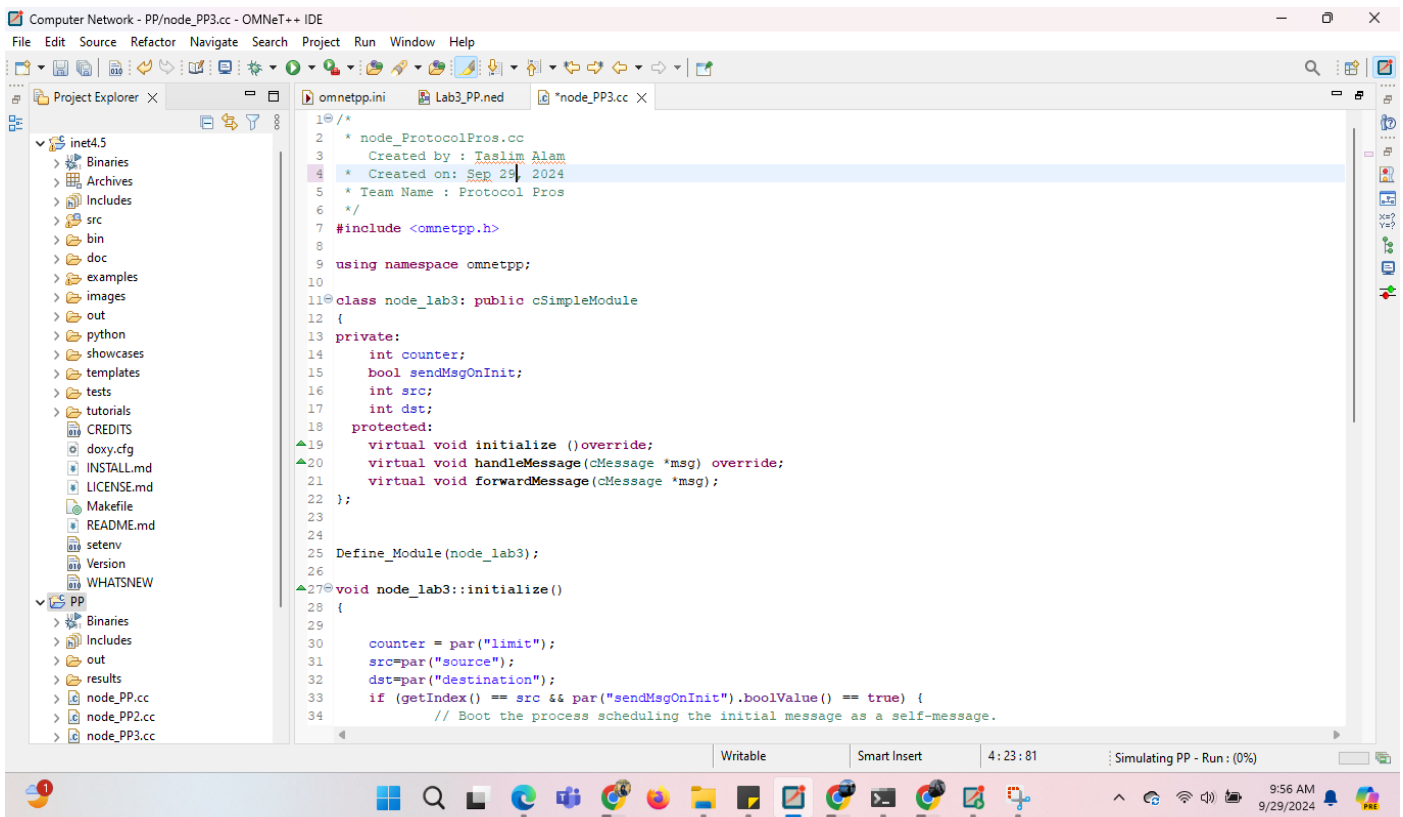 Computer Network - PP/node_PP3.cc - OMNeT++ IDE
File Edit Source Refactor Navigate Search Project Run Window Help
Project Explorer
omnetpp.ini Lab3_PP.ned *node_PP3.cc
inet4.5
Binaries
Archives
Includes
src
bin
doc
examples
images
out
python
showcases
templates
tests
tutorials
CREDITS
doxy.cfg
INSTALL.md
LICENSE.md
Makefile
README.md
setenv
Version
WHATSNEW
PP
Binaries
Includes
out
results
node_PP.cc
node_PP2.cc
node_PP3.cc
1 /*
2 * node_ProtocolPros.cc
3 Created by : Taslim Alam
4 * Created on: Sep 29, 2024
5 * Team Name : Protocol Pros
6 */
7 #include <omnetpp.h>
8
9 using namespace omnetpp;
10
11 class node_lab3: public cSimpleModule
12 {
13 private:
14 int counter;
15 bool sendMsgOnInit;
16 int src;
17 int dst;
18 protected:
19 virtual void initialize ()override;
20 virtual void handleMessage(cMessage *msg) override;
21 virtual void forwardMessage(cMessage *msg);
22 };
23
24
25 Define_Module(node_lab3);
26
27 void node_lab3::initialize()
28 {
29
30 counter = par("limit");
31 src=par("source");
32 dst=par("destination");
33 if (getIndex() == src && par("sendMsgOnInit").boolValue() == true) {
34 // Boot the process scheduling the initial message as a self-message.
X=?
Y=?
Writable Smart Insert 4 : 23 : 81 Simulating PP - Run : (0%)
1
9:56 AM
9/29/2024
PRE